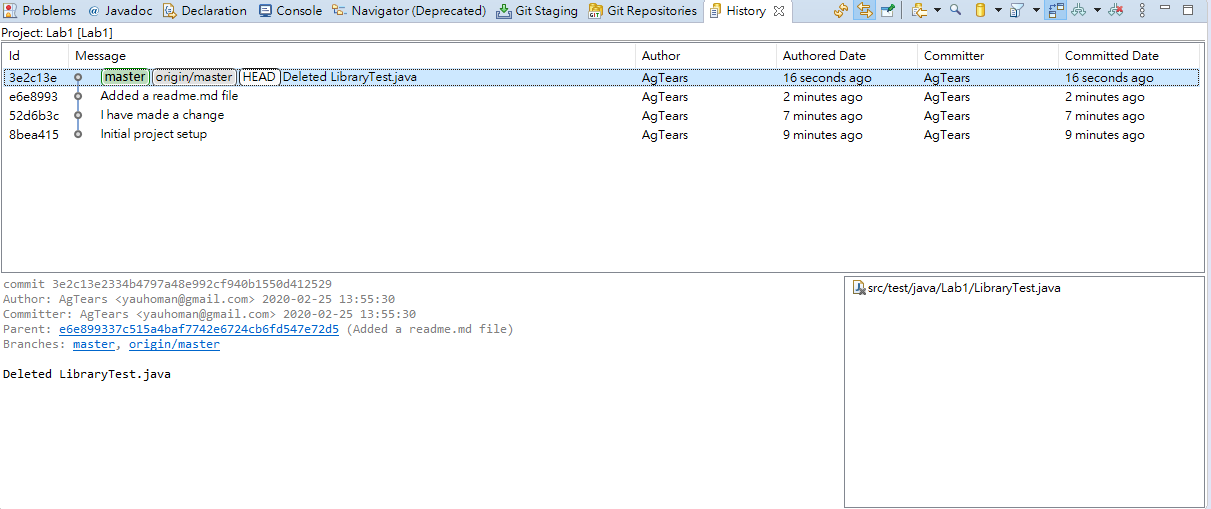 Problems @ Javadoc Declaration Console Navigator (Deprecated) Git Staging Git Repositories History
Project: Lab1 [Lab1]
Id Message Author Authored Date Committer Committed Date
3e2c13e master origin/master HEAD Deleted LibraryTest.java AgTears 16 seconds ago AgTears 16 seconds ago
e6e8993 Added a readme.md file AgTears 2 minutes ago AgTears 2 minutes ago
52d6b3c I have made a change AgTears 7 minutes ago AgTears 7 minutes ago
8bea415 Initial project setup AgTears 9 minutes ago AgTears 9 minutes ago
commit 3e2c13e2334b4797a48e992cf940b1550d412529
Author: AgTears <yauhoman@gmail.com> 2020-02-25 13:55:30
Committer: AgTears <yauhoman@gmail.com> 2020-02-25 13:55:30
Parent: e6e899337c515a4baf7742e6724cb6fd547e72d5 (Added a readme.md file)
Branches: master, origin/master
Deleted LibraryTest.java
src/test/java/Lab1/LibraryTest.java